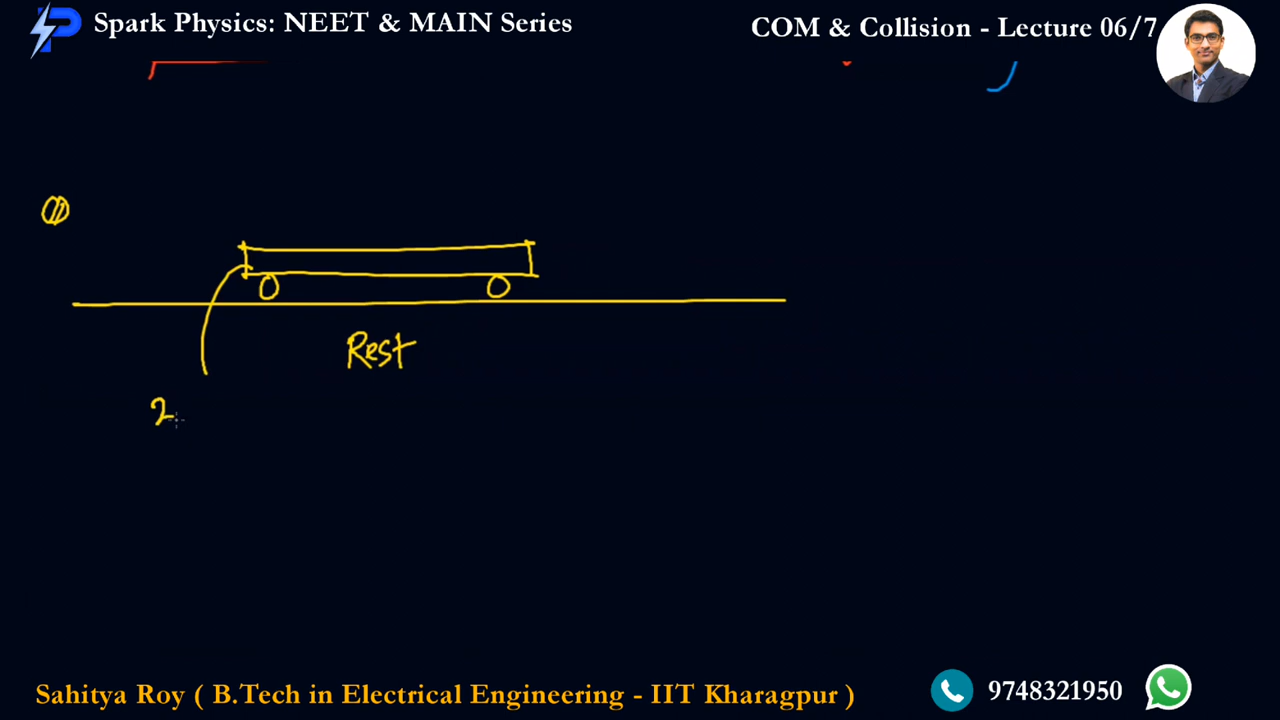 Spark Physics: NEET & MAIN Series
COM & Collision - Lecture 06/7
Rest
2
Sahitya Roy ( B.Tech in Electrical Engineering - IIT Kharagpur )
9748321950